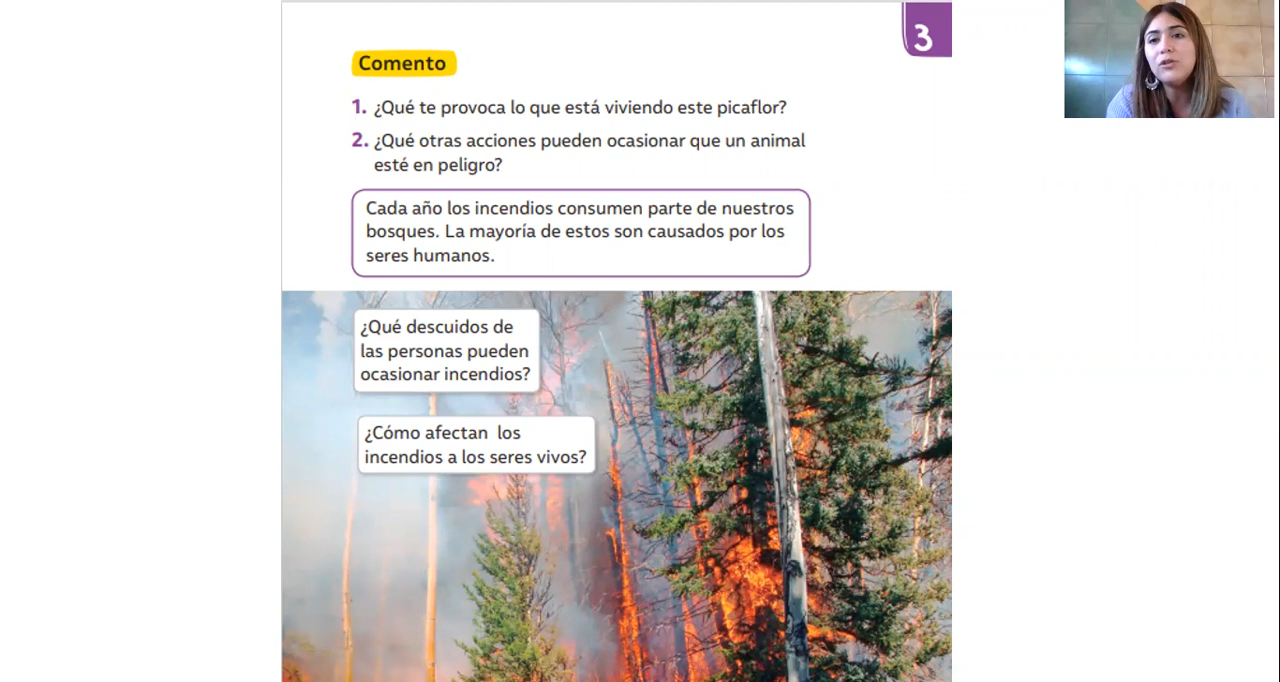 3
Comento
1. ¿Qué te provoca lo que está viviendo este picaflor?
2. ¿Qué otras acciones pueden ocasionar que un animal
esté en peligro?
Cada año los incendios consumen parte de nuestros
bosques. La mayoría de estos son causados por los
seres humanos.
¿Qué descuidos de
las personas pueden
ocasionar incendios?
¿Cómo afectan los
incendios a los seres vivos?